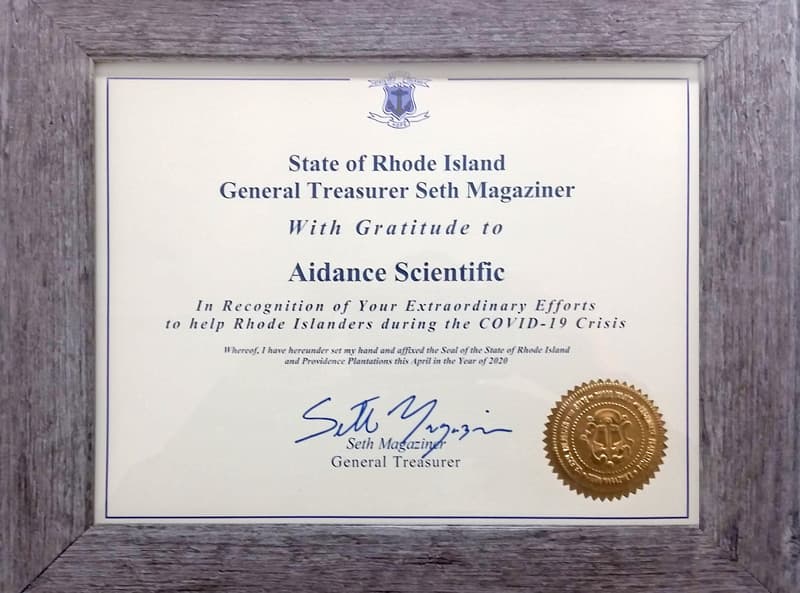 HOPE
State of Rhode Island
General Treasurer Seth Magaziner
With Gratitude to
Aidance Scientific
In Recognition of Your Extraordinary Efforts
to help Rhode Islanders during the COVID-19 Crisis
Whereof, I have hereunder set my hand and affixed the Seal of the State of Rhode Island
and Providence Plantations this April in the Year of 2020
Seth Magaziner
Seth Magaziner
General Treasurer